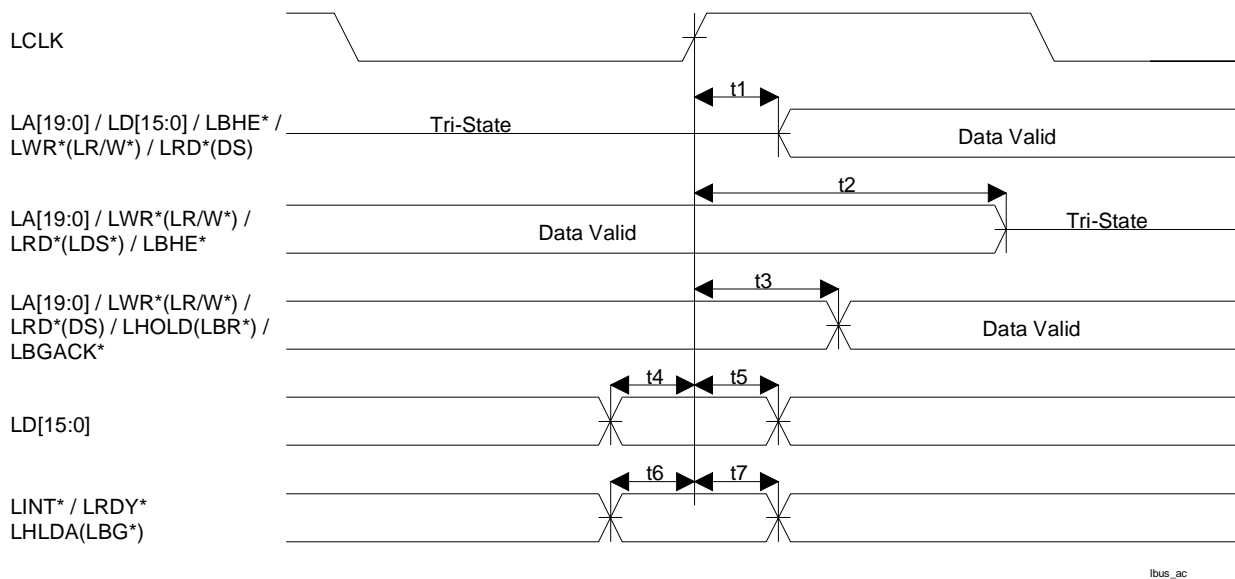 LCLK
t1
LA[19:0] / LD[15:0] / LBHE* /
LWR*(LR/W*) / LRD*(DS)
Tri-State
Data Valid
t2
LA[19:0] / LWR*(LR/W*) /
LRD*(LDS*) / LBHE*
Data Valid
Tri-State
t3
LA[19:0] / LWR*(LR/W*) /
LRD*(DS) / LHOLD(LBR*) /
LBGACK*
Data Valid
t4
t5
LD[15:0]
t6
t7
LINT* / LRDY*
LHLDA(LBG*)
lbus_ac